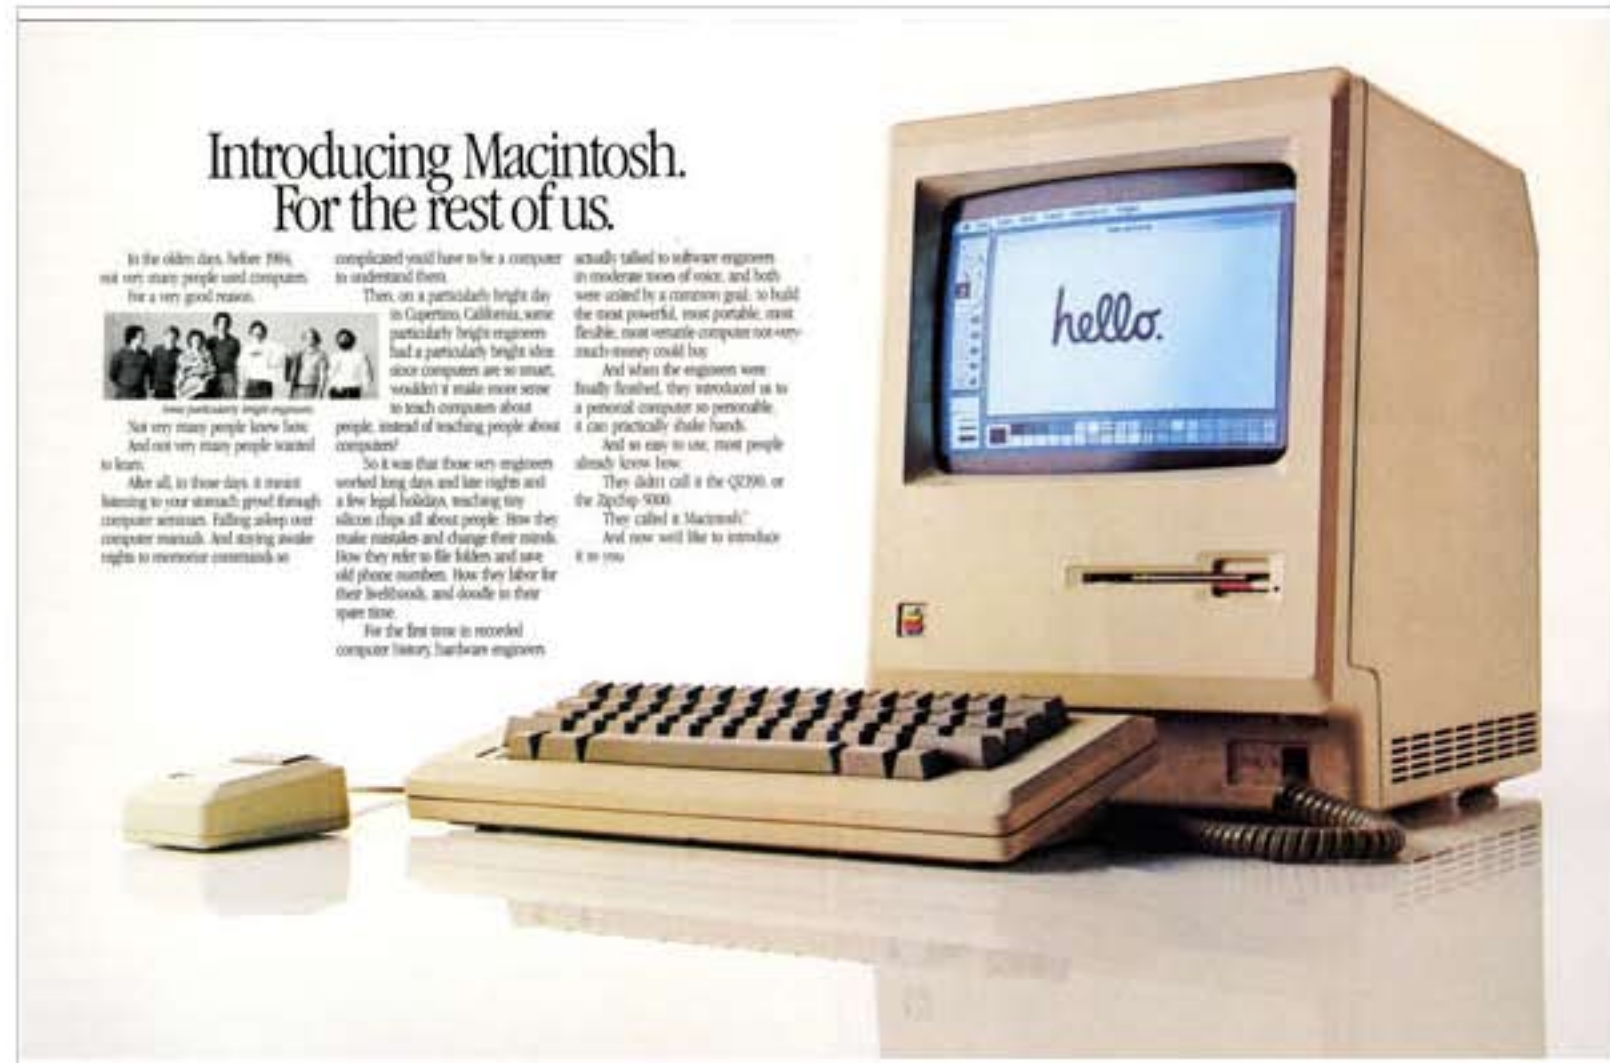 Introducing Macintosh.
For the rest of us.
In the olden days, before 1984,
not very many people used computers.
For a very good reason.
Some particularly bright engineers.
Not very many people knew how.
And not very many people wanted
to learn.
After all, in those days, it meant
listening to your stomach growl through
computer seminars. Falling asleep over
computer manuals. And staying awake
nights to memorize commands so
complicated you'd have to be a computer
to understand them.
Then, on a particularly bright day
in Cupertino, California, some
particularly bright engineers
had a particularly bright idea:
since computers are so smart,
wouldn't it make more sense
to teach computers about
people, instead of teaching people about
computers?
So it was that those very engineers
worked long days and late nights and
a few legal holidays, teaching tiny
silicon chips all about people. How they
make mistakes and change their minds.
How they refer to file folders and save
old phone numbers. How they labor for
their livelihoods, and doodle in their
spare time.
For the first time in recorded
computer history, hardware engineers
actually talked to software engineers
in moderate tones of voice, and both
were united by a common goal: to build
the most powerful, most portable, most
flexible, most versatile computer not-very-
much-money could buy.
And when the engineers were
finally finished, they introduced us to
a personal computer so personable,
it can practically shake hands.
And so easy to use, most people
already know how.
They didn't call it the QZ190, or
the Zipchip 5000.
They called it Macintosh.™
And now we'd like to introduce
it to you.
hello.